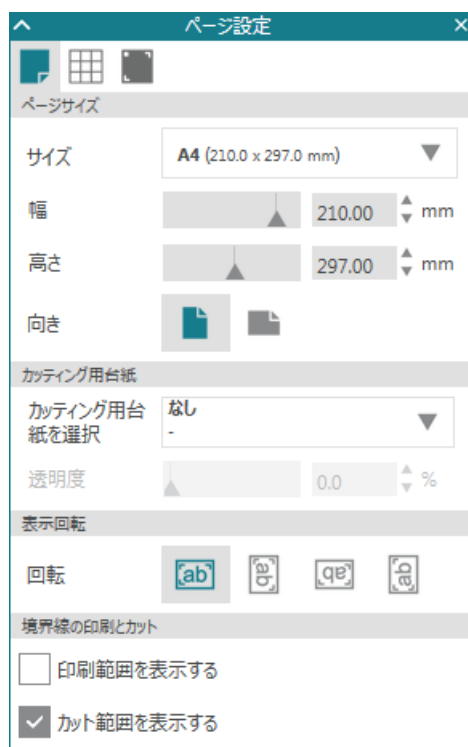 ページ設定
ページサイズ
サイズ
A4 (210.0 x 297.0 mm)
幅
210.00 mm
高さ
297.00 mm
向き
カッティング用台紙
カッティング用台
紙を選択
なし
-
透明度
0.0 %
表示回転
回転
ab ab ab ab
境界線の印刷とカット
印刷範囲を表示する
カット範囲を表示する